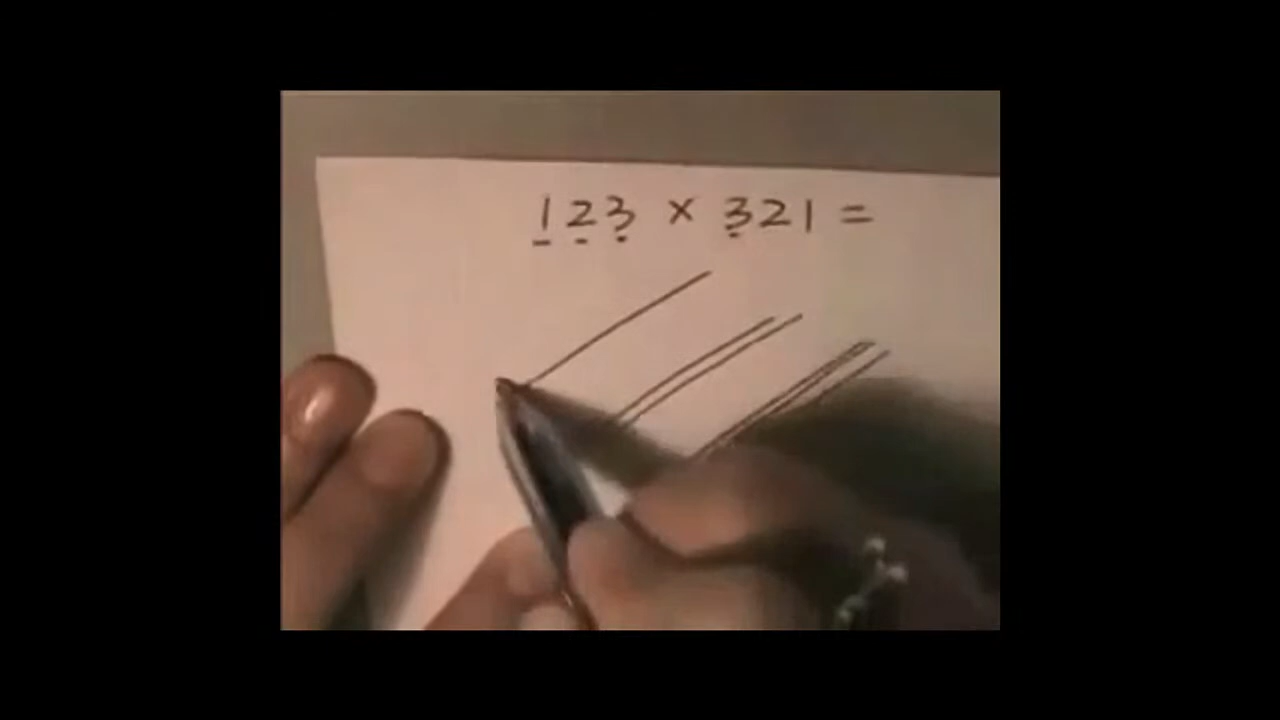 123 × 321 =